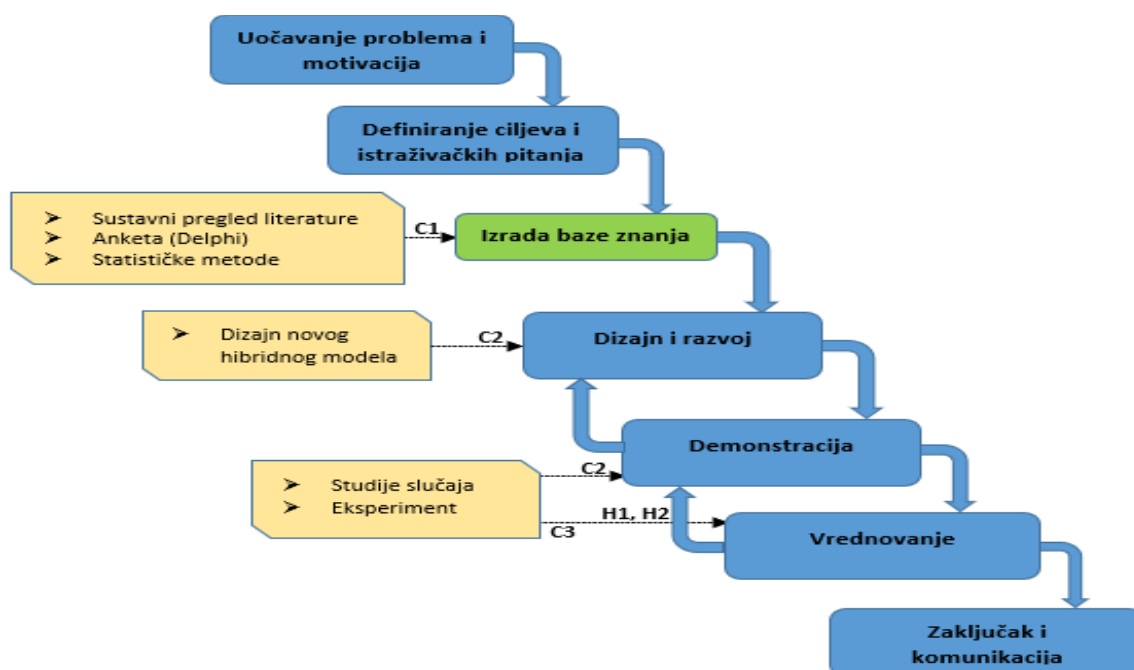 Uočavanje problema i
motivacija
Definiranje ciljeva i
istraživačkih pitanja
➤ Sustavni pregled literature
➤ Anketa (Delphi)
➤ Statističke metode
C1
Izrada baze znanja
➤ Dizajn novog
hibridnog modela
C2
Dizajn i razvoj
Demonstracija
➤ Studije slučaja
➤ Eksperiment
C2
H1, H2
C3
Vrednovanje
Zaključak i
komunikacija